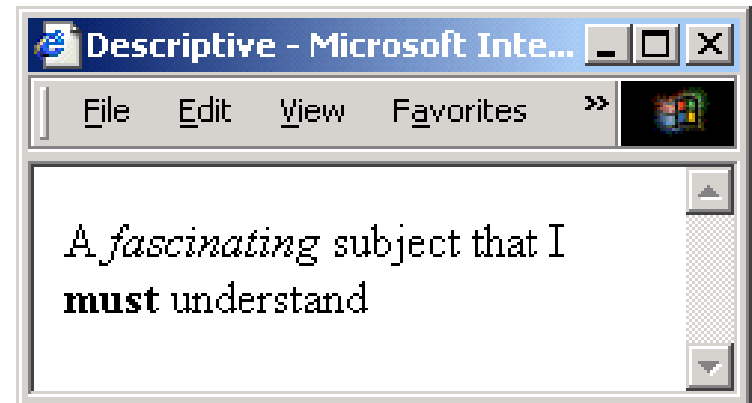 Descriptive - Microsoft Inte...
File Edit View Favorites »
A fascinating subject that I
must understand